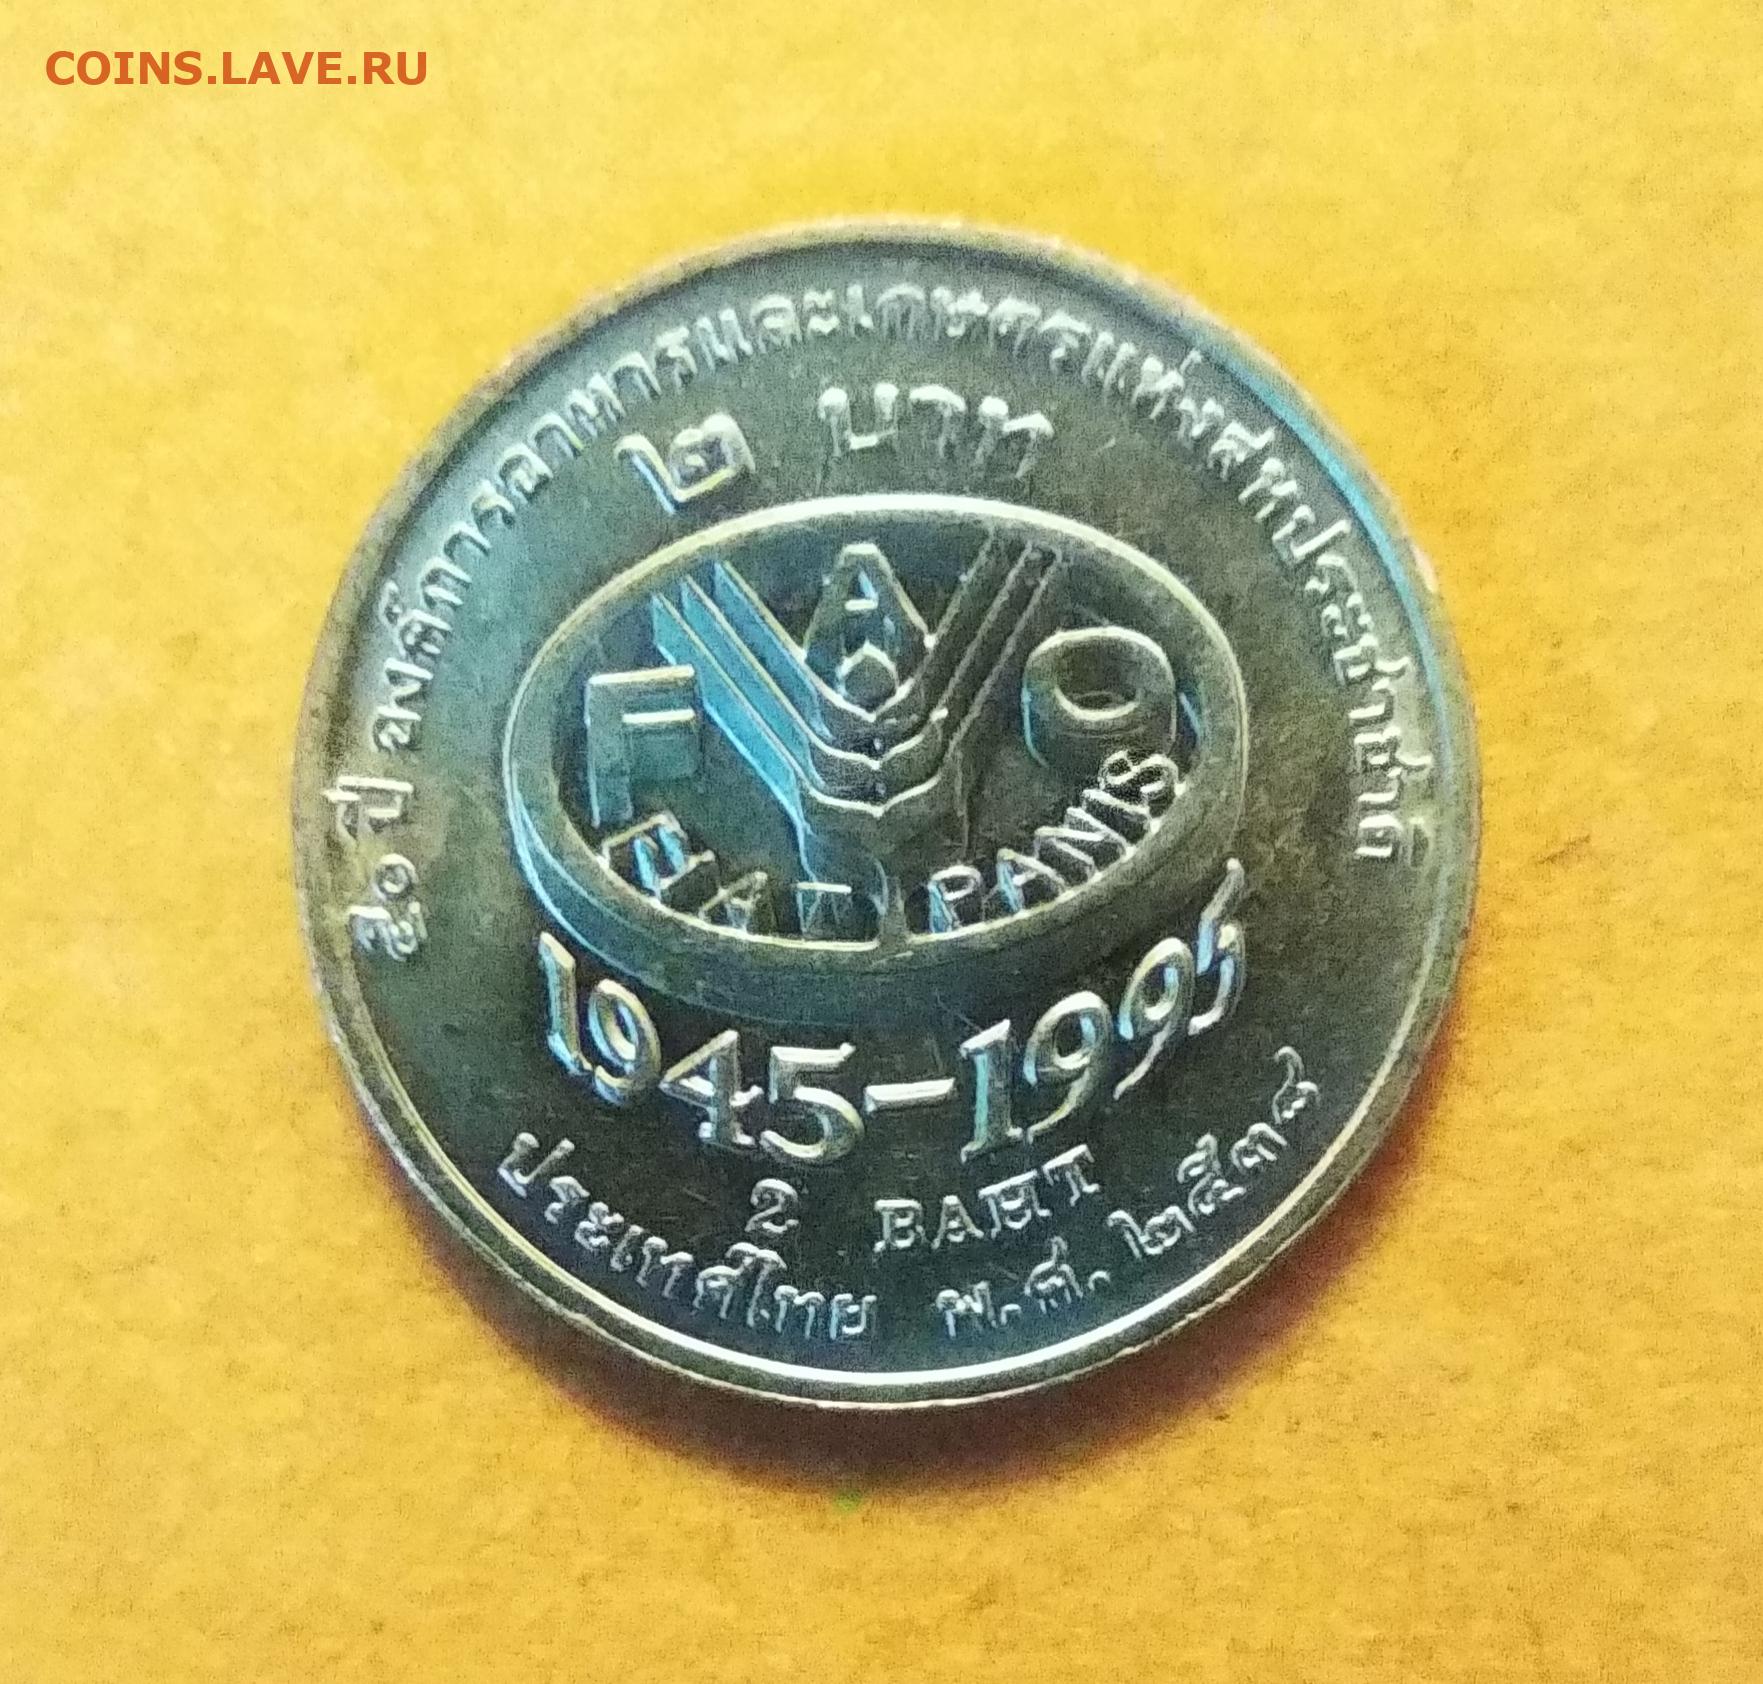 COINS.LAVE.RU
๕๐ ปี องค์การอาหารและเกษตรแห่งสหประชาชาติ
๒ บาท
F A O
FIAT PANIS
1945-1995
2 BAHT
ประเทศไทย พ.ศ. ๒๕๓๘